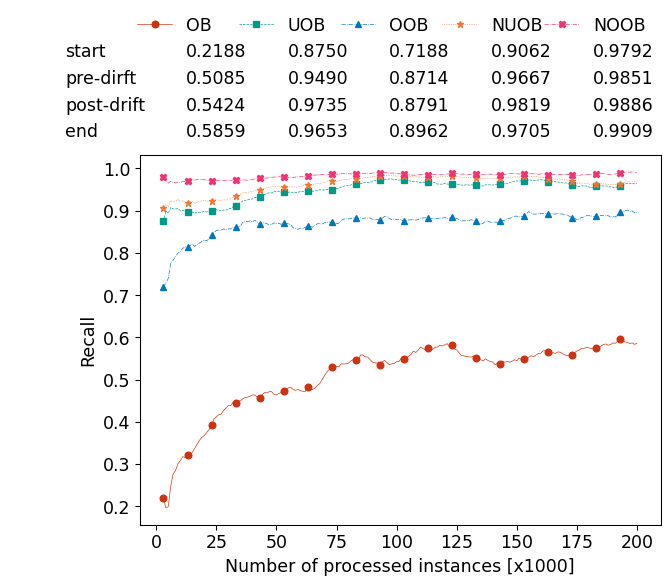 OB UOB OOB NUOB NOOB
start 0.2188 0.8750 0.7188 0.9062 0.9792
pre-dirft 0.5085 0.9490 0.8714 0.9667 0.9851
post-drift 0.5424 0.9735 0.8791 0.9819 0.9886
end 0.5859 0.9653 0.8962 0.9705 0.9909
1.0
0.9
0.8
0.7
0.6
0.5
0.4
0.3
0.2
Recall
0 25 50 75 100 125 150 175 200
Number of processed instances [x1000]